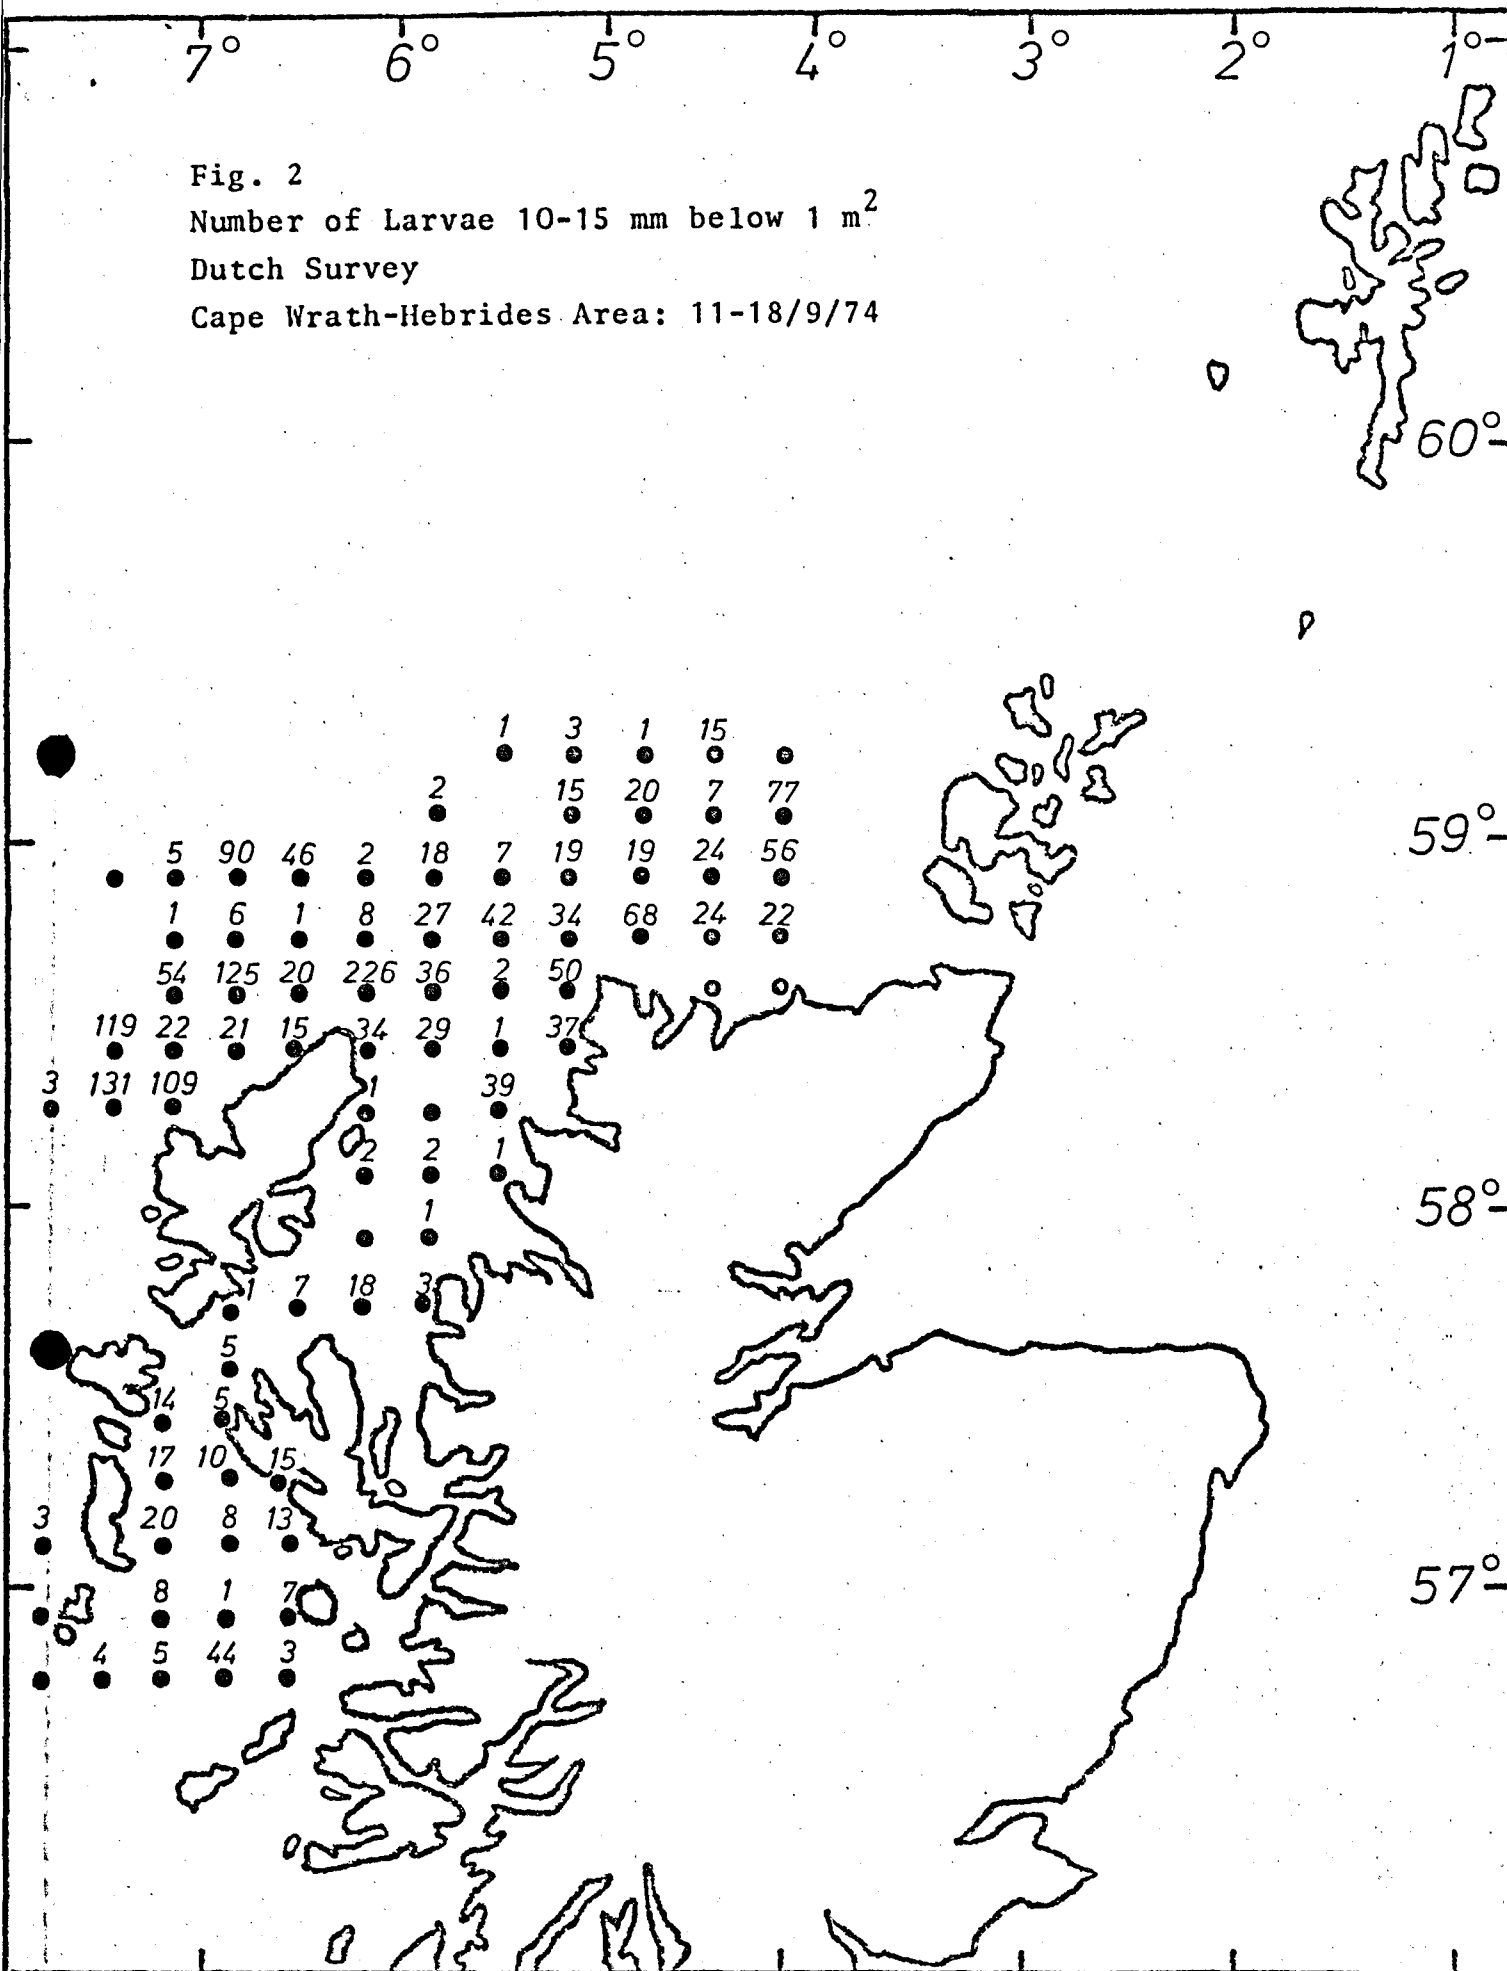 7° 6° 5° 4° 3° 2° 1°
Fig. 2
Number of Larvae 10-15 mm below 1 m²
Dutch Survey
Cape Wrath-Hebrides Area: 11-18/9/74
60°
1 3 1 15
2 15 20 7 77
59°
5 90 46 2 18 7 19 19 24 56
1 6 1 8 27 42 34 68 24 22
54 125 20 226 36 2 50
119 22 21 15 34 29 1 37
3 131 109 1 39
2 2 1
58°
1
1 7 18 3
5
14 5
17 10 15
3 20 8 13
57°
8 1 7
4 5 44 3